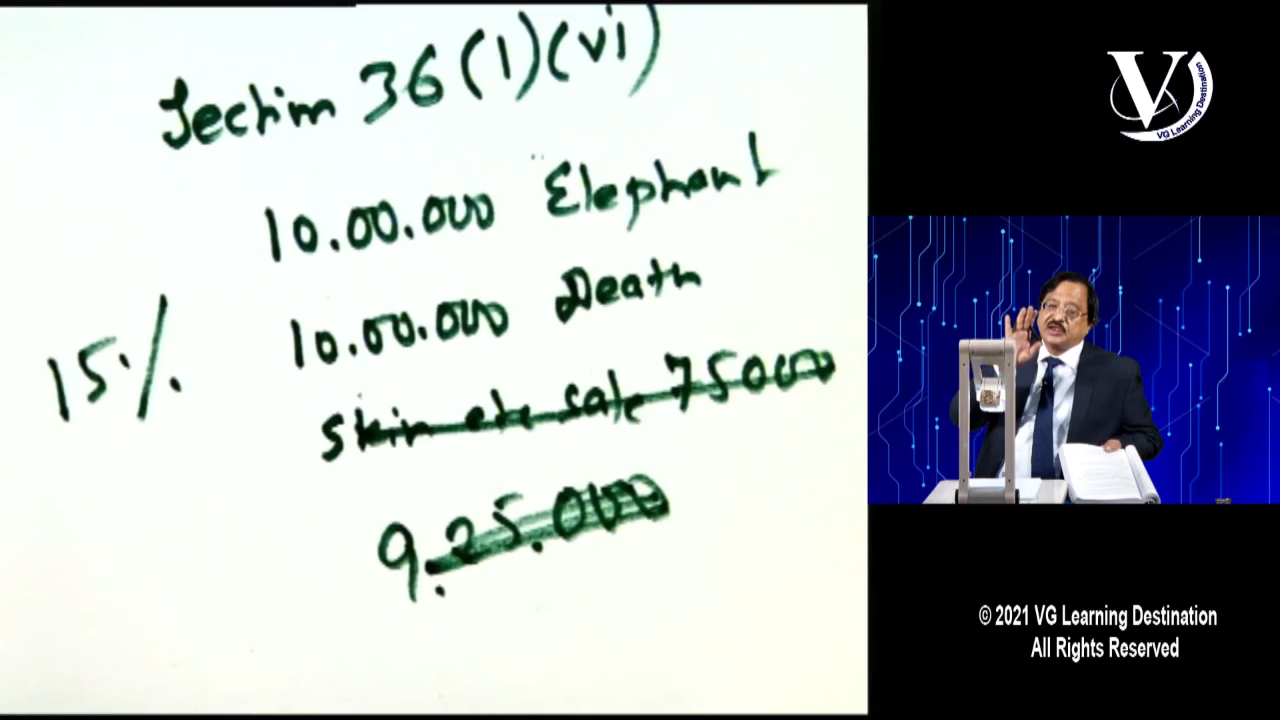 Section 36(1)(vi)
10.00.000 Elephant
10.00.000 Death
15%
Skin etc sale 75000
9.25.000
V
VG Learning Destination
© 2021 VG Learning Destination
All Rights Reserved